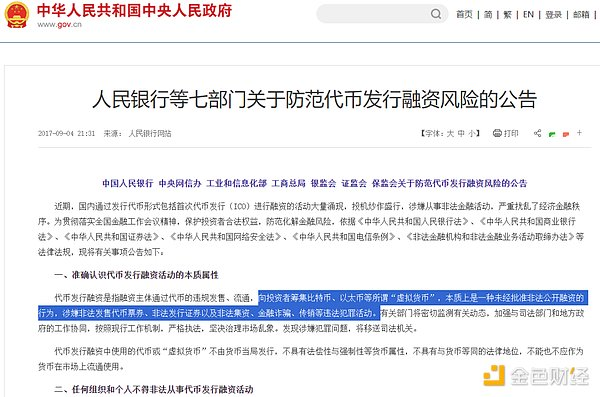 中华人民共和国中央人民政府
www.gov.cn
首页 | 简 | 繁 | EN | 登录 | 邮箱 |
人民银行等七部门关于防范代币发行融资风险的公告
2017-09-04 21:31 来源： 人民银行网站
【字体：大 中 小】 打印
中国人民银行 中央网信办 工业和信息化部 工商总局 银监会 证监会 保监会关于防范代币发行融资风险的公告
近期，国内通过发行代币形式包括首次代币发行（ICO）进行融资的活动大量涌现，投机炒作盛行，涉嫌从事非法金融活动，严重扰乱了经济金融秩
序。为贯彻落实全国金融工作会议精神，保护投资者合法权益，防范化解金融风险，依据《中华人民共和国人民银行法》、《中华人民共和国商业银行
法》、《中华人民共和国证券法》、《中华人民共和国网络安全法》、《中华人民共和国电信条例》、《非法金融机构和非法金融业务活动取缔办法》等
法律法规，现将有关事项公告如下：
一、准确认识代币发行融资活动的本质属性
代币发行融资是指融资主体通过代币的违规发售、流通，向投资者筹集比特币、以太币等所谓“虚拟货币”，本质上是一种未经批准非法公开融资的
行为，涉嫌非法发售代币票券、非法发行证券以及非法集资、金融诈骗、传销等违法犯罪活动。有关部门将密切监测有关动态，加强与司法部门和地方政
府的工作协同，按照现行工作机制，严格执法，坚决治理市场乱象。发现涉嫌犯罪问题，将移送司法机关。
代币发行融资中使用的代币或“虚拟货币”不由货币当局发行，不具有法偿性与强制性等货币属性，不具有与货币等同的法律地位，不能也不应作为
货币在市场上流通使用。
二、任何组织和个人不得非法从事代币发行融资活动
金色财经